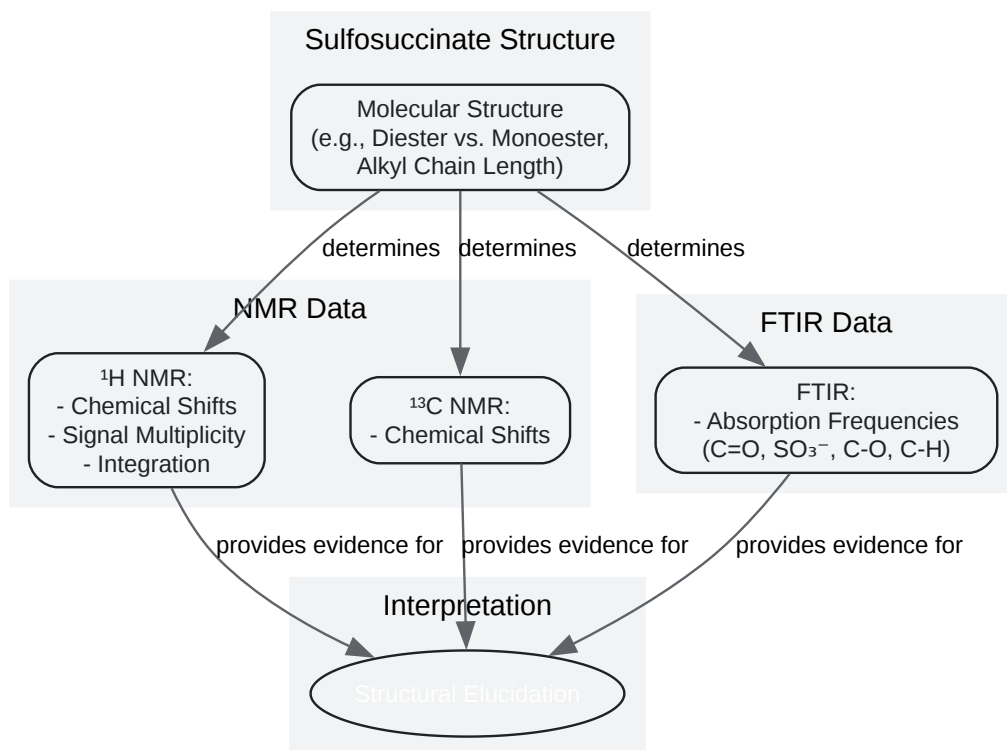 Sulfosuccinate Structure
Molecular Structure
(e.g., Diester vs. Monoester,
Alkyl Chain Length)
determines
determines
determines
NMR Data
FTIR Data
¹H NMR:
- Chemical Shifts
- Signal Multiplicity
- Integration
¹³C NMR:
- Chemical Shifts
FTIR:
- Absorption Frequencies
(C=O, SO₃⁻, C-O, C-H)
provides evidence for
provides evidence for
provides evidence for
Interpretation
Structural Elucidation